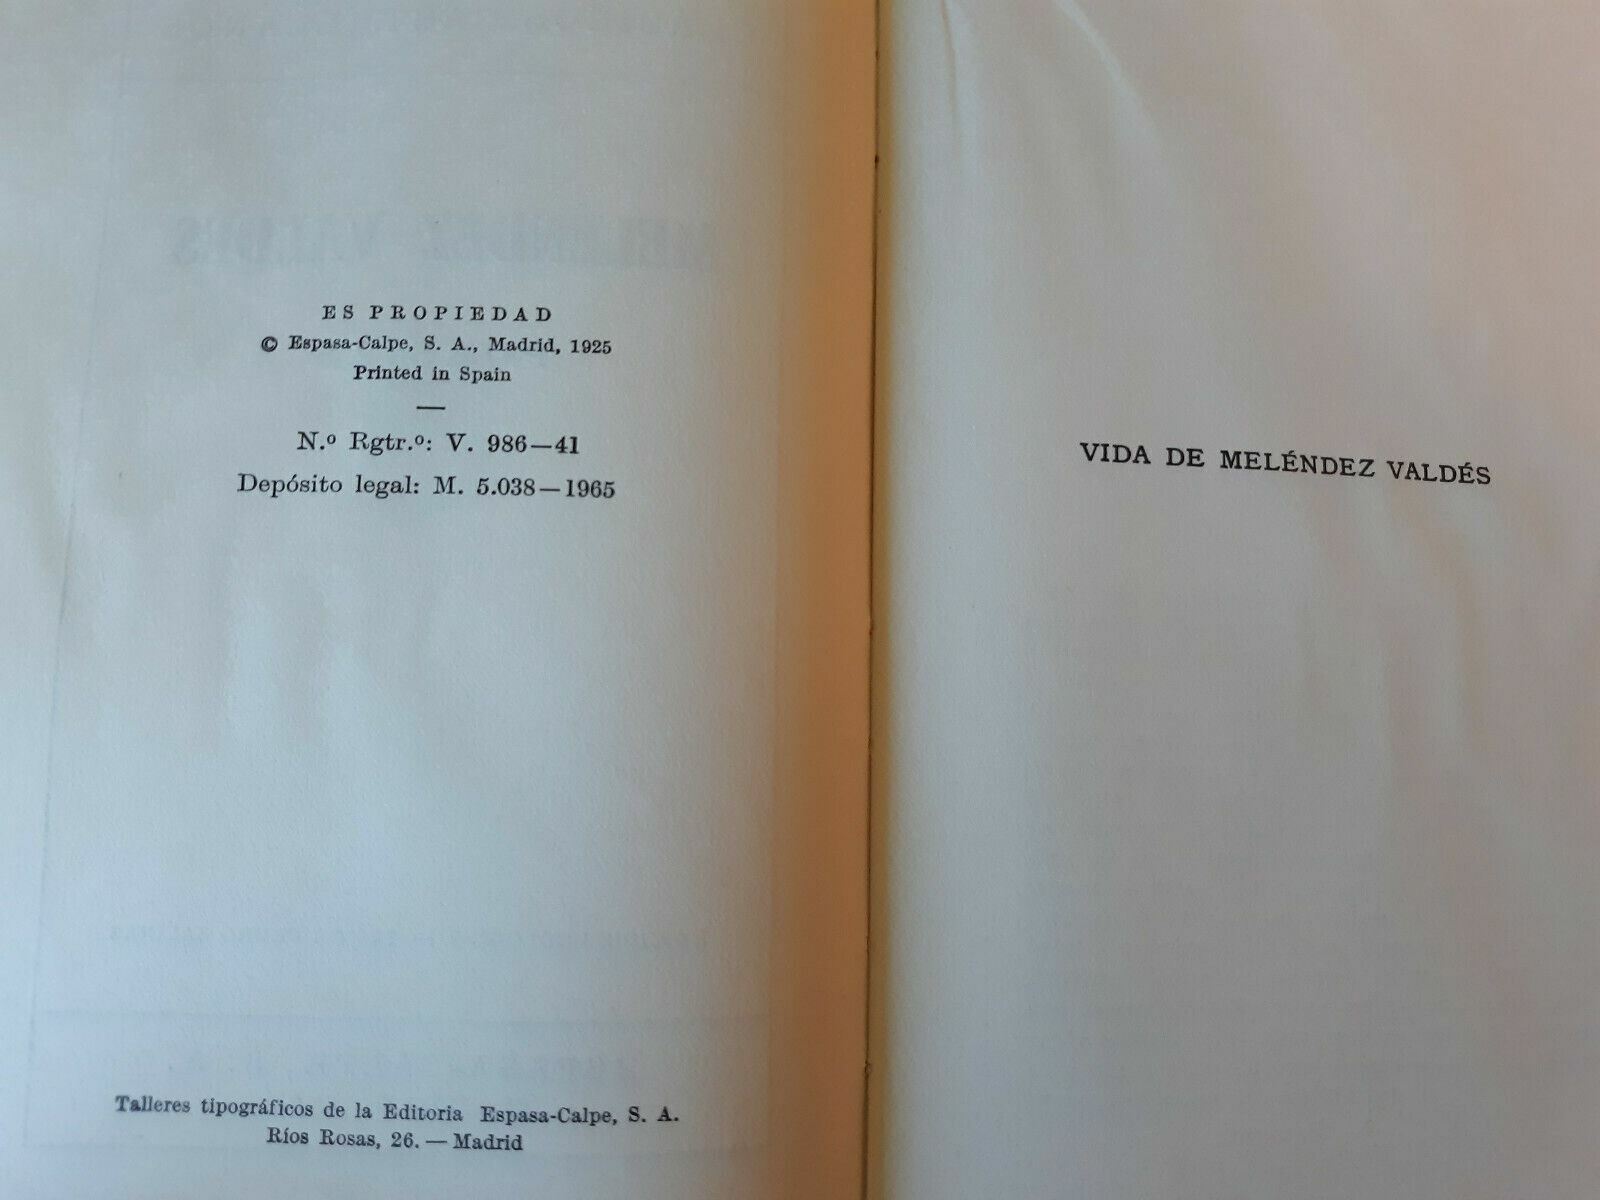 ES PROPIEDAD
© Espasa-Calpe, S. A., Madrid, 1925
Printed in Spain
—
N.º Rgtr.º: V. 986—41
Depósito legal: M. 5.038—1965
Talleres tipográficos de la Editoria Espasa-Calpe, S. A.
Ríos Rosas, 26. — Madrid
VIDA DE MELÉNDEZ VALDÉS